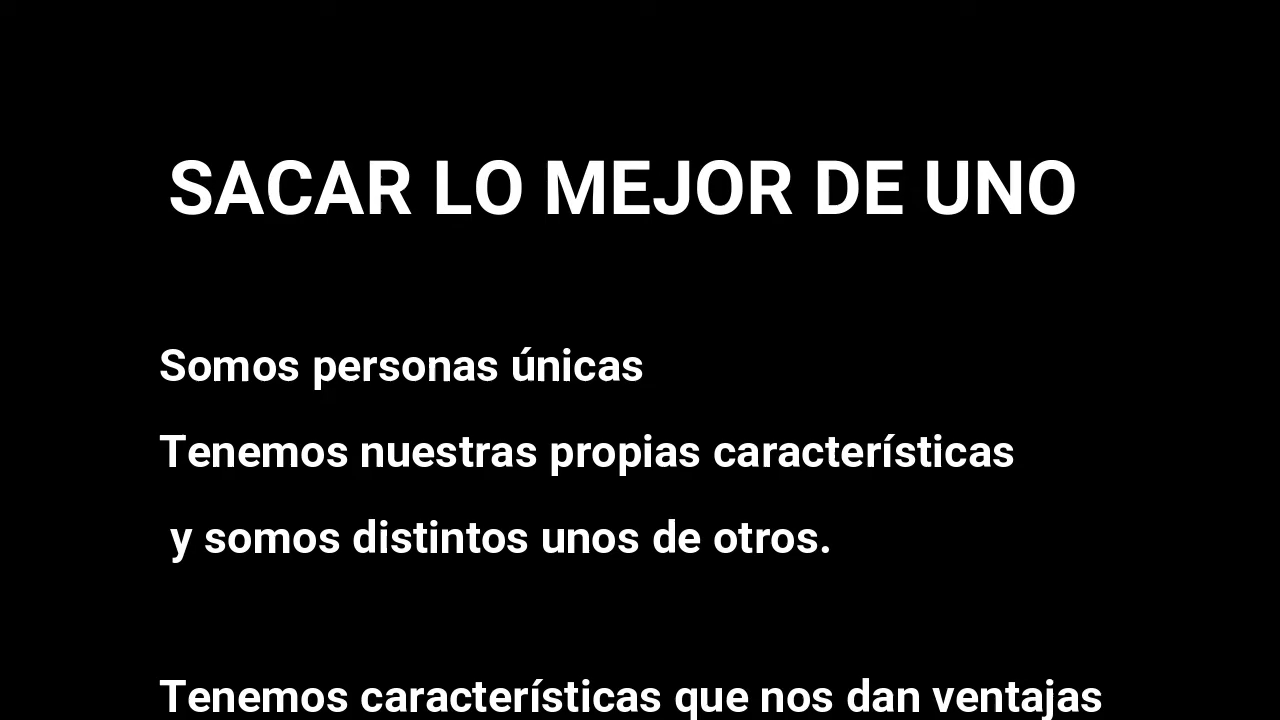 SACAR LO MEJOR DE UNO
Somos personas únicas
Tenemos nuestras propias características
y somos distintos unos de otros.
Tenemos características que nos dan ventajas